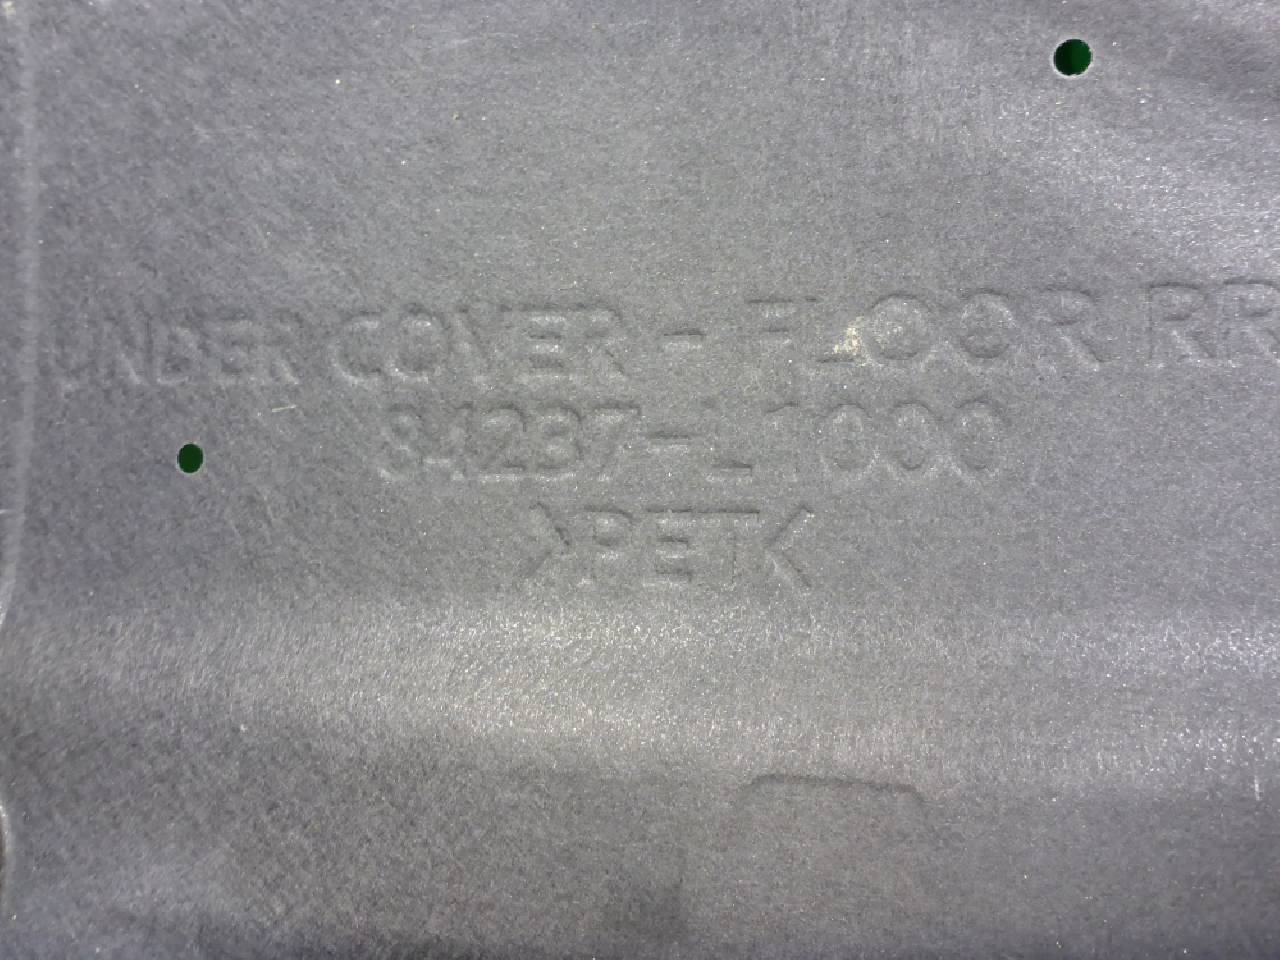 UNDER COVER - FLOOR RR
84237-L1000
>PET<